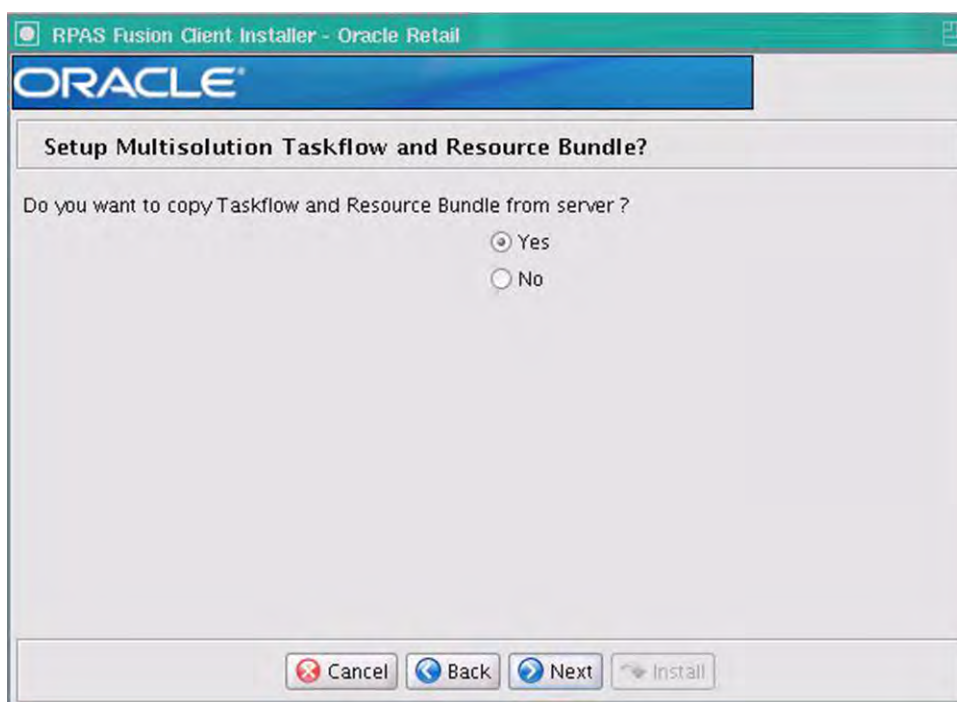 RPAS Fusion Client Installer - Oracle Retail
ORACLE®
Setup Multisolution Taskflow and Resource Bundle?
Do you want to copy Taskflow and Resource Bundle from server ?
Yes
No
Cancel Back Next Install